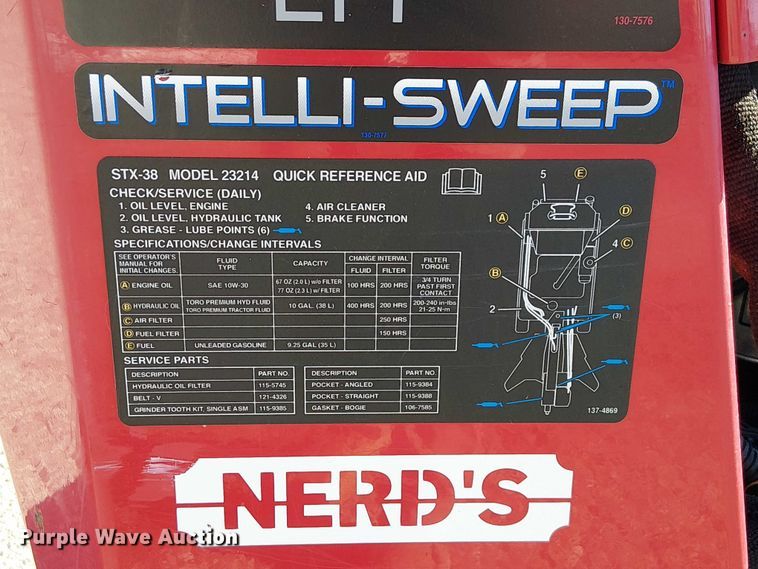 130-7576
INTELLI-SWEEP™
130-7577
STX-38 MODEL 23214 QUICK REFERENCE AID
CHECK/SERVICE (DAILY)
1. OIL LEVEL, ENGINE
2. OIL LEVEL, HYDRAULIC TANK
3. GREASE - LUBE POINTS (6)
4. AIR CLEANER
5. BRAKE FUNCTION
SPECIFICATIONS/CHANGE INTERVALS
SEE OPERATOR'S MANUAL FOR INITIAL CHANGES. FLUID TYPE CAPACITY CHANGE INTERVAL FLUID FILTER FILTER TORQUE
A ENGINE OIL SAE 10W-30 67 OZ (2.0 L) w/o FILTER 77 OZ (2.3 L) w/ FILTER 100 HRS 200 HRS 3/4 TURN PAST FIRST CONTACT
B HYDRAULIC OIL TORO PREMIUM HYD FLUID TORO PREMIUM TRACTOR FLUID 10 GAL (38 L) 400 HRS 200 HRS 200-240 in-lbs 21-25 N-m
C AIR FILTER 250 HRS
D FUEL FILTER 150 HRS
E FUEL UNLEADED GASOLINE 9.25 GAL (35 L)
SERVICE PARTS
DESCRIPTION PART NO.
HYDRAULIC OIL FILTER 115-5745
BELT - V 121-4326
GRINDER TOOTH KIT, SINGLE ASM 115-9385
DESCRIPTION PART NO.
POCKET - ANGLED 115-9384
POCKET - STRAIGHT 115-9388
GASKET - BOGIE 106-7585
5 E
1 A
D
4 C
B
2
(3)
137-4869
NERD'S
Purple Wave Auction